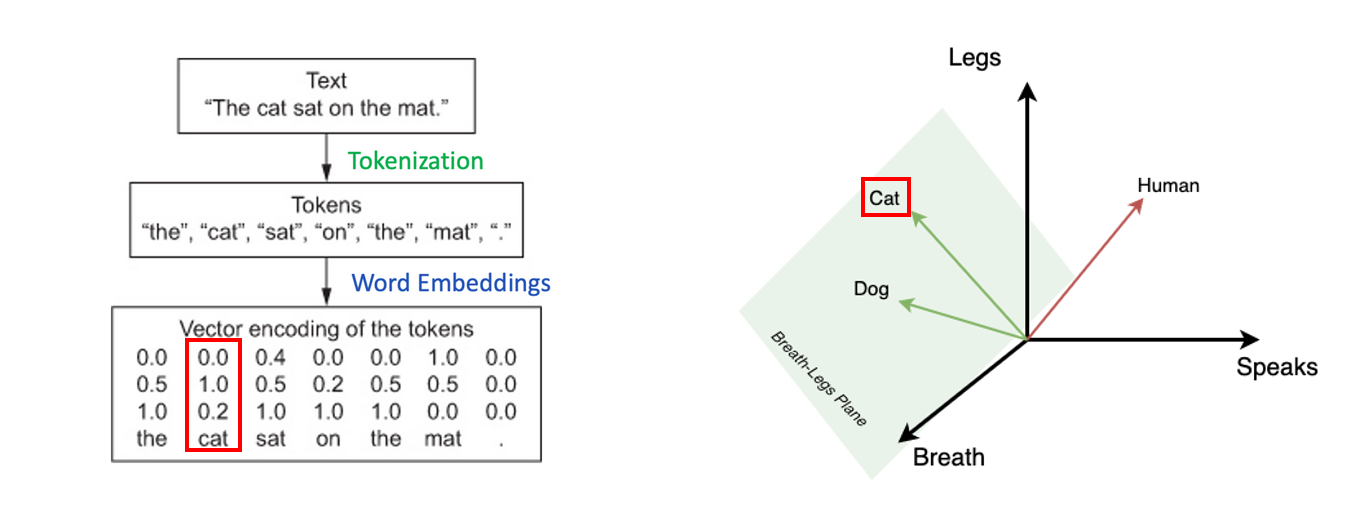 Text
“The cat sat on the mat.”
Tokenization
Tokens
“the”, “cat”, “sat”, “on”, “the”, “mat”, “.”
Word Embeddings
Vector encoding of the tokens
0.0 0.0 0.4 0.0 0.0 1.0 0.0
0.5 1.0 0.5 0.2 0.5 0.5 0.0
1.0 0.2 1.0 1.0 1.0 0.0 0.0
the cat sat on the mat .
Legs
Human
Cat
Dog
Breath-Legs Plane
Speaks
Breath